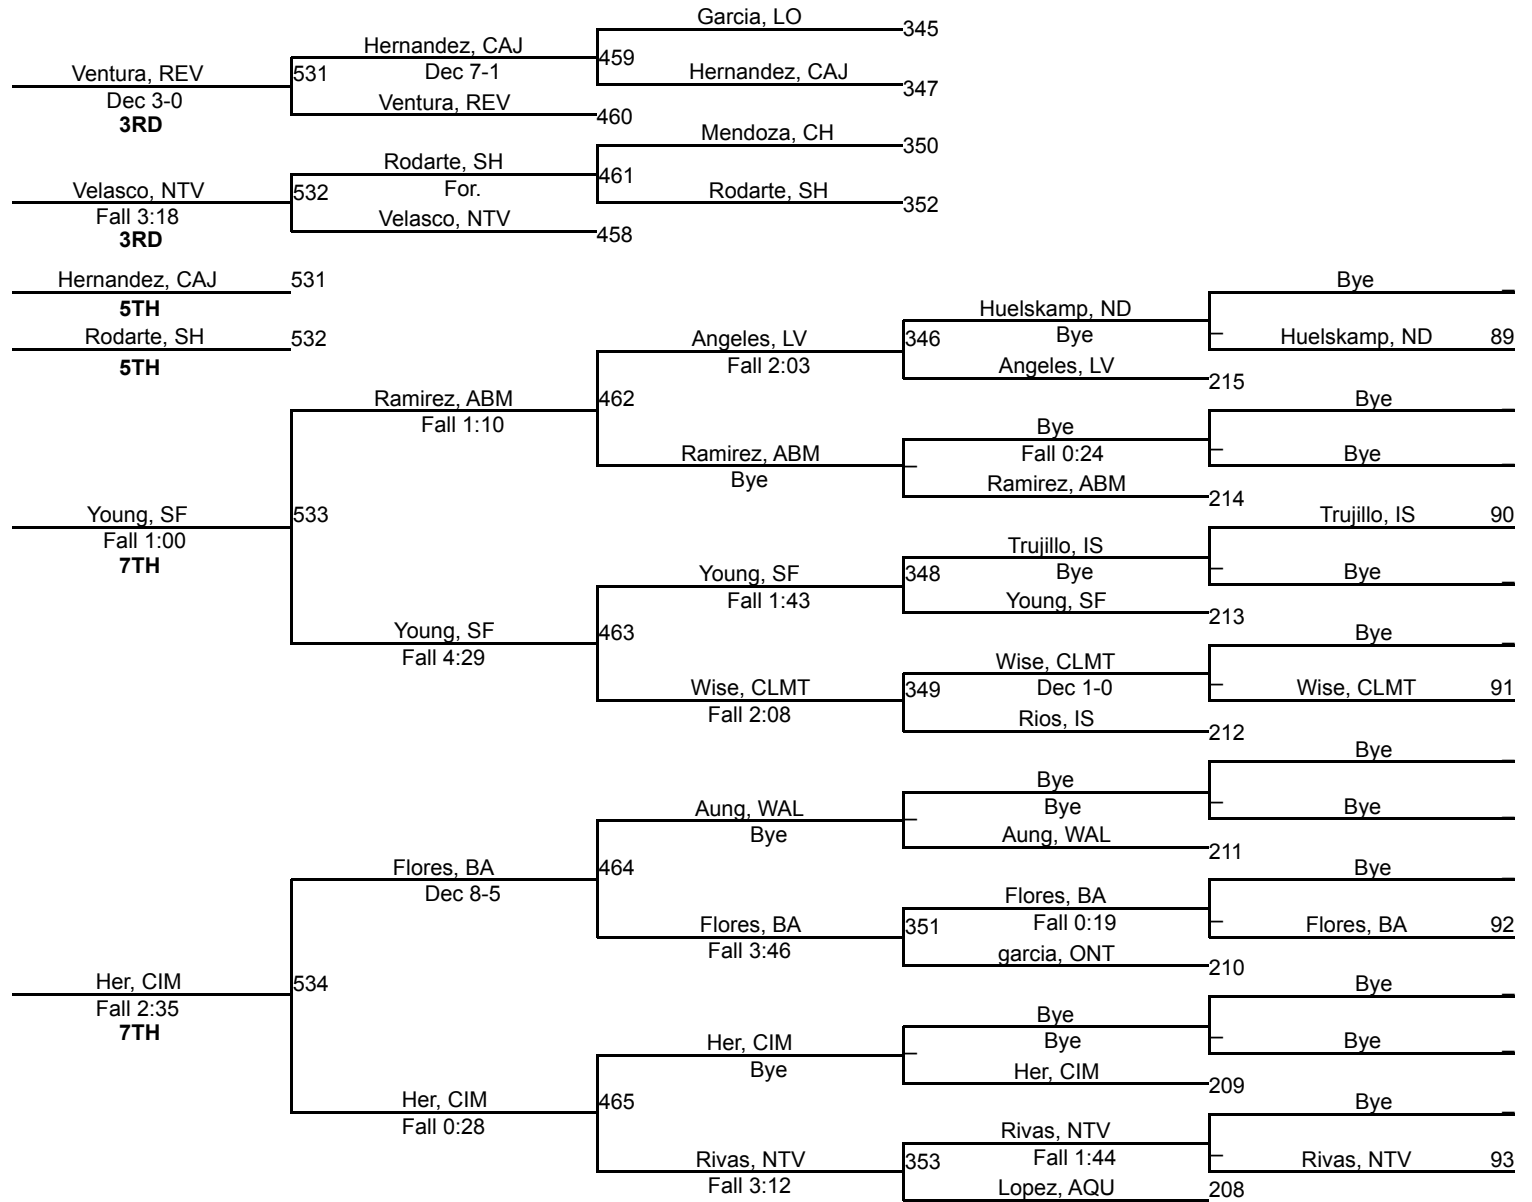 Garcia, LO
345
Hernandez, CAJ
459
Ventura, REV
531
Dec 7-1
Hernandez, CAJ
347
Dec 3-0
Ventura, REV
460
3RD
Mendoza, CH
350
Rodarte, SH
461
Velasco, NTV
532
For.
Rodarte, SH
352
Fall 3:18
Velasco, NTV
458
3RD
Hernandez, CAJ
531
Bye
5TH
Huelskamp, ND
Rodarte, SH
532
Angeles, LV
346
Bye
Huelskamp, ND 89
5TH
Fall 2:03
Angeles, LV
215
Ramirez, ABM
462
Bye
Fall 1:10
Bye
Ramirez, ABM
Fall 0:24
Bye
Bye
Ramirez, ABM
214
Young, SF
533
Trujillo, IS 90
Fall 1:00
Trujillo, IS
7TH
Young, SF
348
Bye
Bye
Fall 1:43
Young, SF
213
Young, SF
463
Bye
Fall 4:29
Wise, CLMT
Wise, CLMT
349
Dec 1-0
Wise, CLMT 91
Fall 2:08
Rios, IS
212
Bye
Bye
Aung, WAL
Bye
Bye
Bye
Aung, WAL
211
Flores, BA
464
Bye
Dec 8-5
Flores, BA
Flores, BA
351
Fall 0:19
Flores, BA 92
Fall 3:46
garcia, ONT
210
Her, CIM
534
Bye
Fall 2:35
Bye
7TH
Her, CIM
Bye
Bye
Bye
Her, CIM
209
Her, CIM
465
Bye
Fall 0:28
Rivas, NTV
Rivas, NTV
353
Fall 1:44
Rivas, NTV 93
Fall 3:12
Lopez, AQU
208